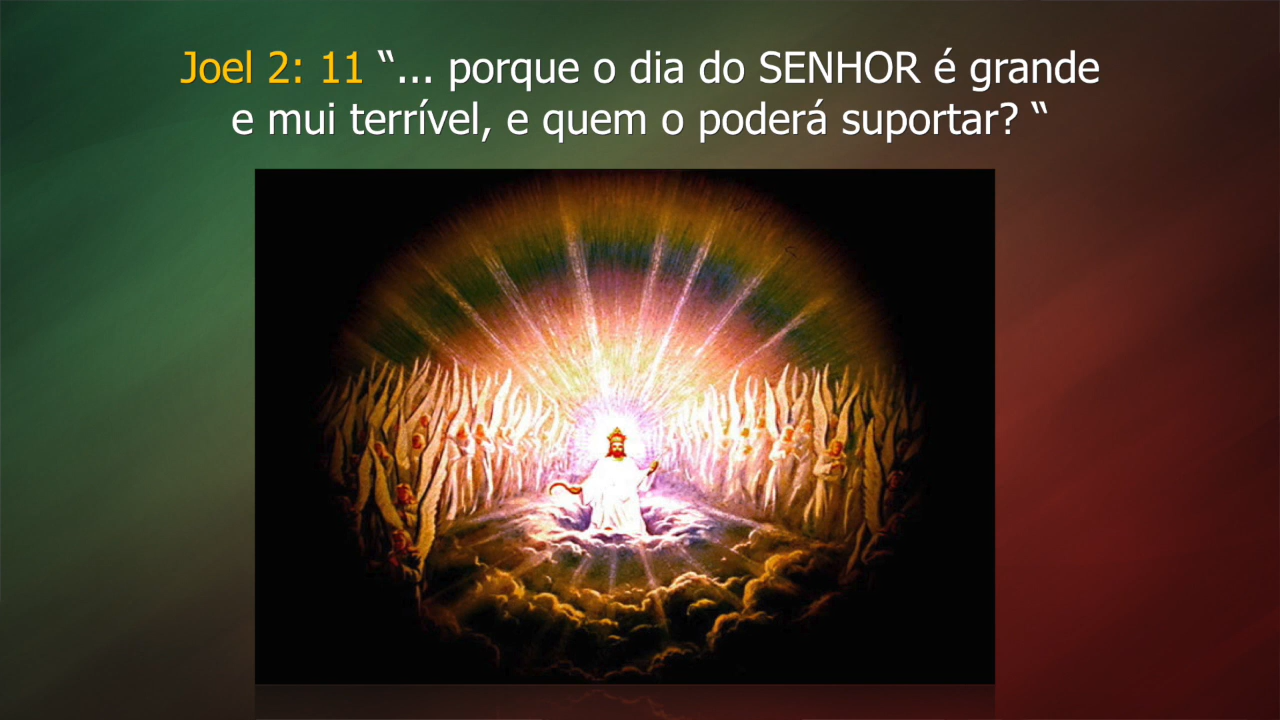 Joel 2: 11 “... porque o dia do SENHOR é grande
e mui terrível, e quem o poderá suportar? “